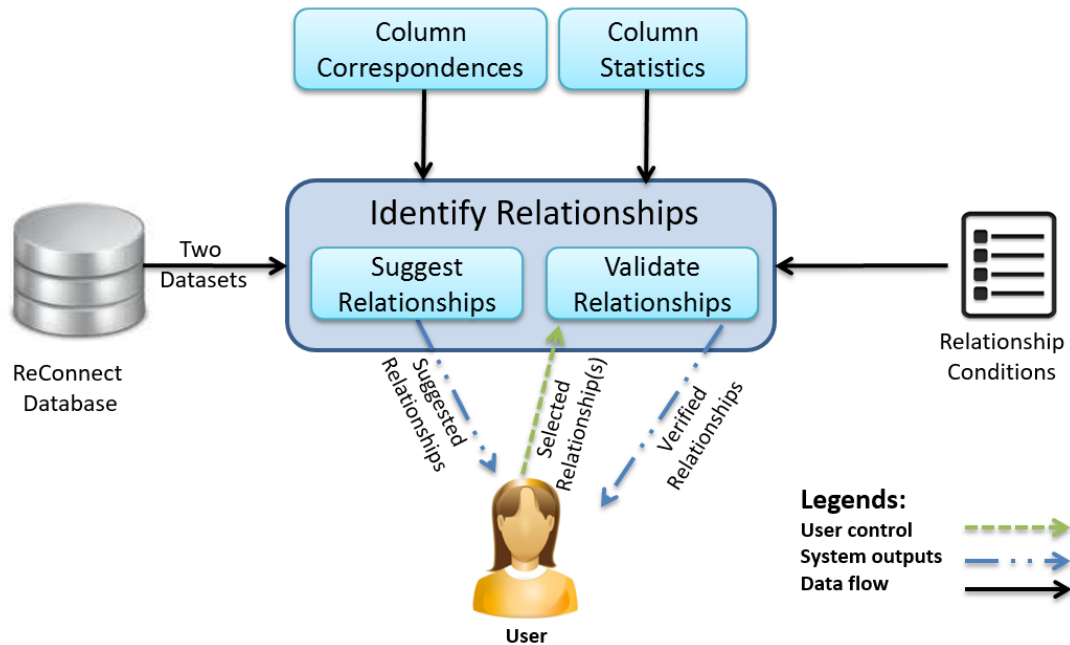 Column
Correspondences
Column
Statistics
Identify Relationships
Two
Datasets
Suggest
Relationships
Validate
Relationships
ReConnect
Database
Relationship
Conditions
Suggested
Relationships
Selected
Relationship(s)
Verified
Relationships
User
Legends:
User control
System outputs
Data flow